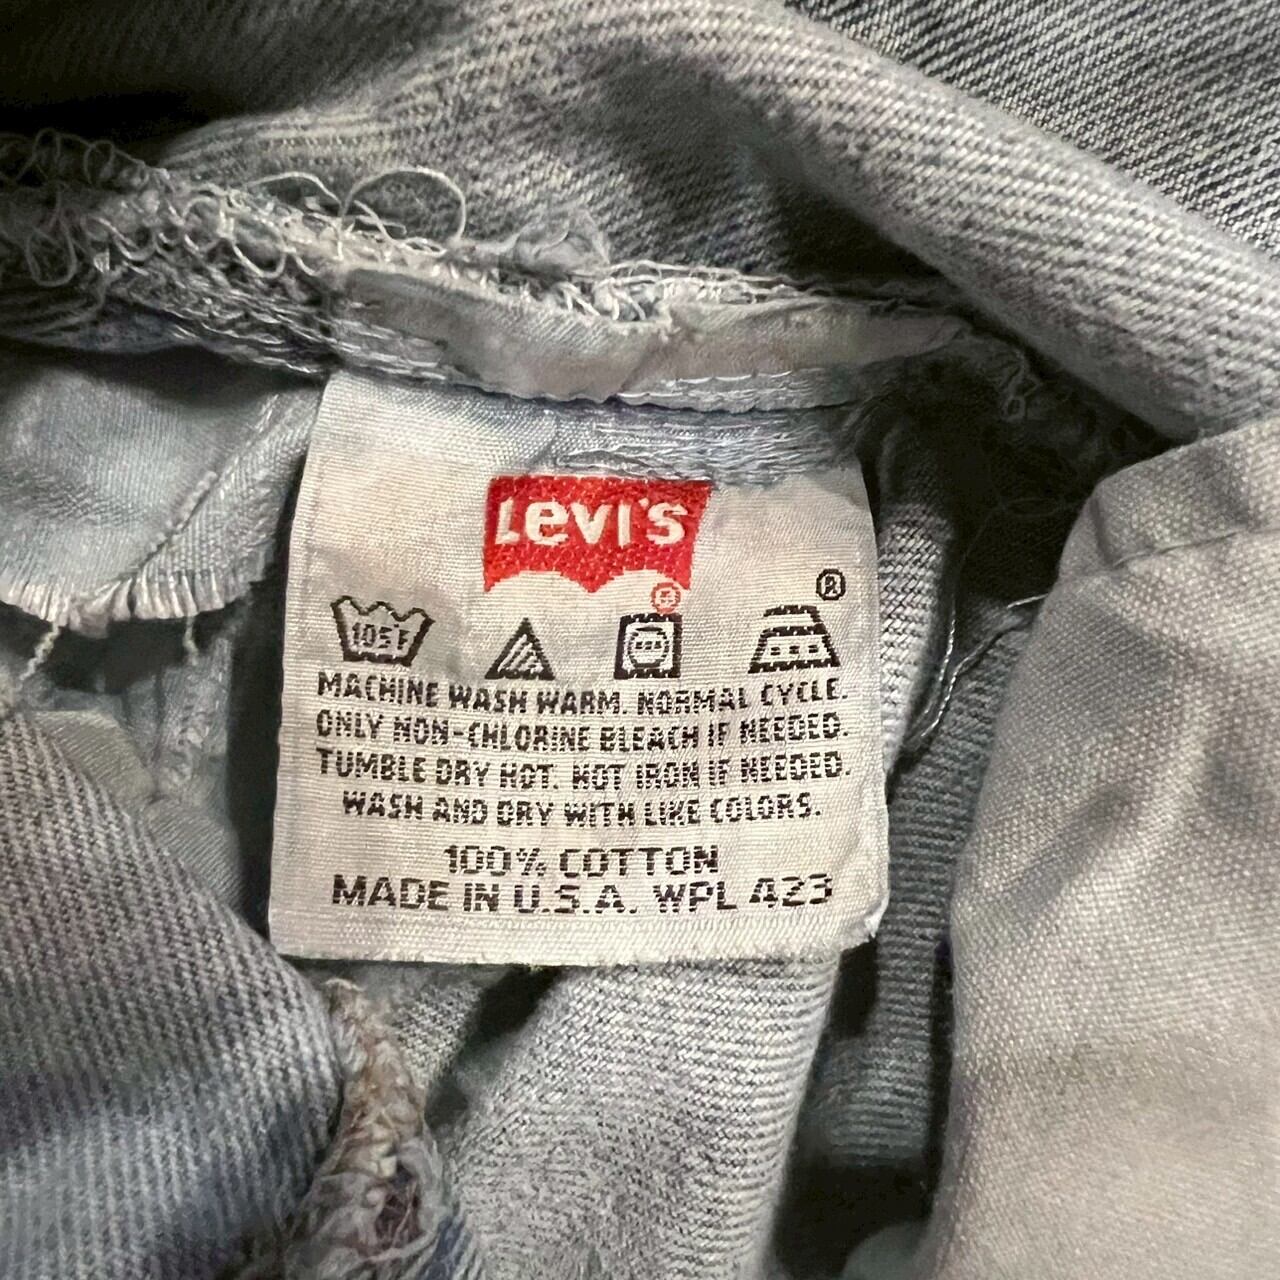 Levi's
®
®
105°F
MACHINE WASH WARM. NORMAL CYCLE.
ONLY NON-CHLORINE BLEACH IF NEEDED.
TUMBLE DRY HOT. HOT IRON IF NEEDED.
WASH AND DRY WITH LIKE COLORS.
100% COTTON
MADE IN U.S.A. WPL 423